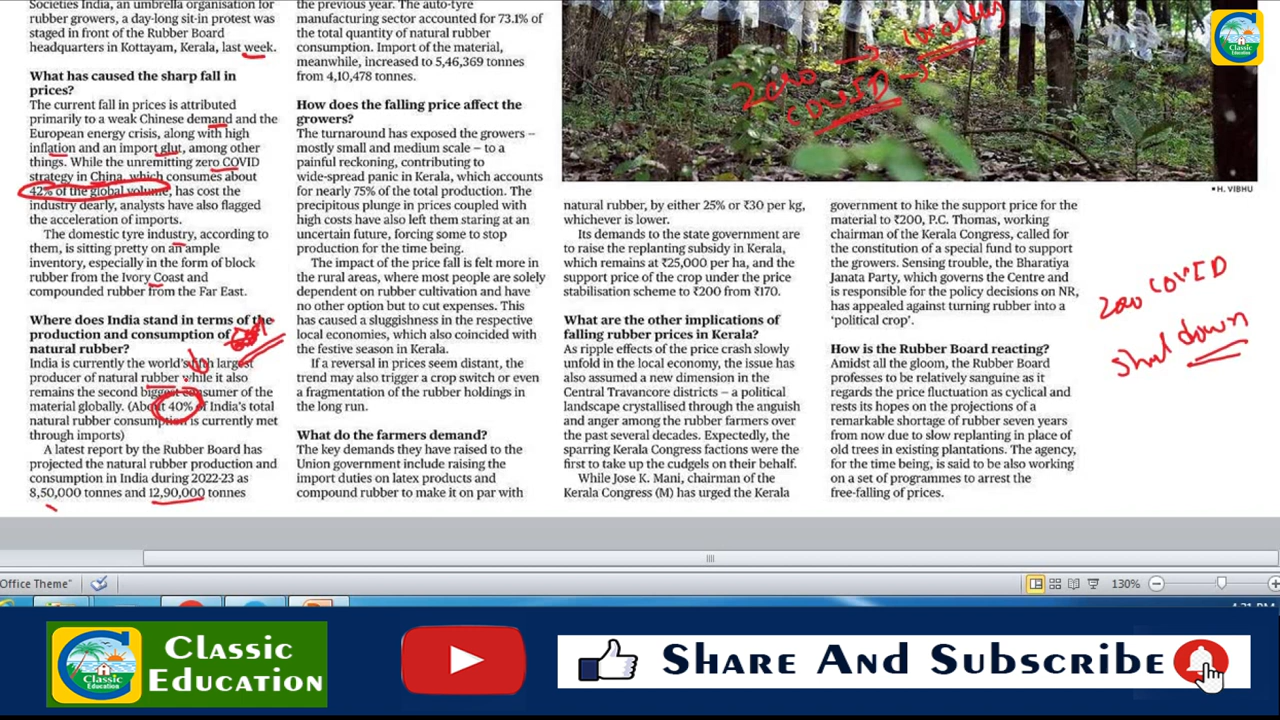 Societies India, an umbrella organisation for
rubber growers, a day-long sit-in protest was
staged in front of the Rubber Board
headquarters in Kottayam, Kerala, last week.
What has caused the sharp fall in
prices?
The current fall in prices is attributed
primarily to a weak Chinese demand and the
European energy crisis, along with high
inflation and an import glut, among other
things. While the unremitting zero COVID
strategy in China, which consumes about
42% of the global volume, has cost the
industry dearly, analysts have also flagged
the acceleration of imports.
The domestic tyre industry, according to
them, is sitting pretty on an ample
inventory, especially in the form of block
rubber from the Ivory Coast and
compounded rubber from the Far East.
Where does India stand in terms of the
production and consumption of
natural rubber?
India is currently the world's fifth largest
producer of natural rubber while it also
remains the second biggest consumer of the
material globally. (About 40% of India's total
natural rubber consumption is currently met
through imports)
A latest report by the Rubber Board has
projected the natural rubber production and
consumption in India during 2022-23 as
8,50,000 tonnes and 12,90,000 tonnes
the previous year. The auto-tyre
manufacturing sector accounted for 73.1% of
the total quantity of natural rubber
consumption. Import of the material,
meanwhile, increased to 5,46,369 tonnes
from 4,10,478 tonnes.
How does the falling price affect the
growers?
The turnaround has exposed the growers –
mostly small and medium scale – to a
painful reckoning, contributing to
wide-spread panic in Kerala, which accounts
for nearly 75% of the total production. The
precipitous plunge in prices coupled with
high costs have also left them staring at an
uncertain future, forcing some to stop
production for the time being.
The impact of the price fall is felt more in
the rural areas, where most people are solely
dependent on rubber cultivation and have
no other option but to cut expenses. This
has caused a sluggishness in the respective
local economies, which also coincided with
the festive season in Kerala.
If a reversal in prices seem distant, the
trend may also trigger a crop switch or even
a fragmentation of the rubber holdings in
the long run.
What do the farmers demand?
The key demands they have raised to the
Union government include raising the
import duties on latex products and
compound rubber to make it on par with
zero
COVID
H. VIBHU
natural rubber, by either 25% or ₹30 per kg,
whichever is lower.
Its demands to the state government are
to raise the replanting subsidy in Kerala,
which remains at ₹25,000 per ha, and the
support price of the crop under the price
stabilisation scheme to ₹200 from ₹170.
What are the other implications of
falling rubber prices in Kerala?
As ripple effects of the price crash slowly
unfold in the local economy, the issue has
also assumed a new dimension in the
Central Travancore districts – a political
landscape crystallised through the anguish
and anger among the rubber farmers over
the past several decades. Expectedly, the
sparring Kerala Congress factions were the
first to take up the cudgels on their behalf.
While Jose K. Mani, chairman of the
Kerala Congress (M) has urged the Kerala
government to hike the support price for the
material to ₹200, P.C. Thomas, working
chairman of the Kerala Congress, called for
the constitution of a special fund to support
the growers. Sensing trouble, the Bharatiya
Janata Party, which governs the Centre and
is responsible for the policy decisions on NR,
has appealed against turning rubber into a
'political crop'.
How is the Rubber Board reacting?
Amidst all the gloom, the Rubber Board
professes to be relatively sanguine as it
regards the price fluctuation as cyclical and
rests its hopes on the projections of a
remarkable shortage of rubber seven years
from now due to slow replanting in place of
old trees in existing plantations. The agency,
for the time being, is said to be also working
on a set of programmes to arrest the
free-falling of prices.
zero COVID
Shut down
Classic
Education
Office Theme"
130%
Classic
Education
Classic
Education
Share And Subscribe